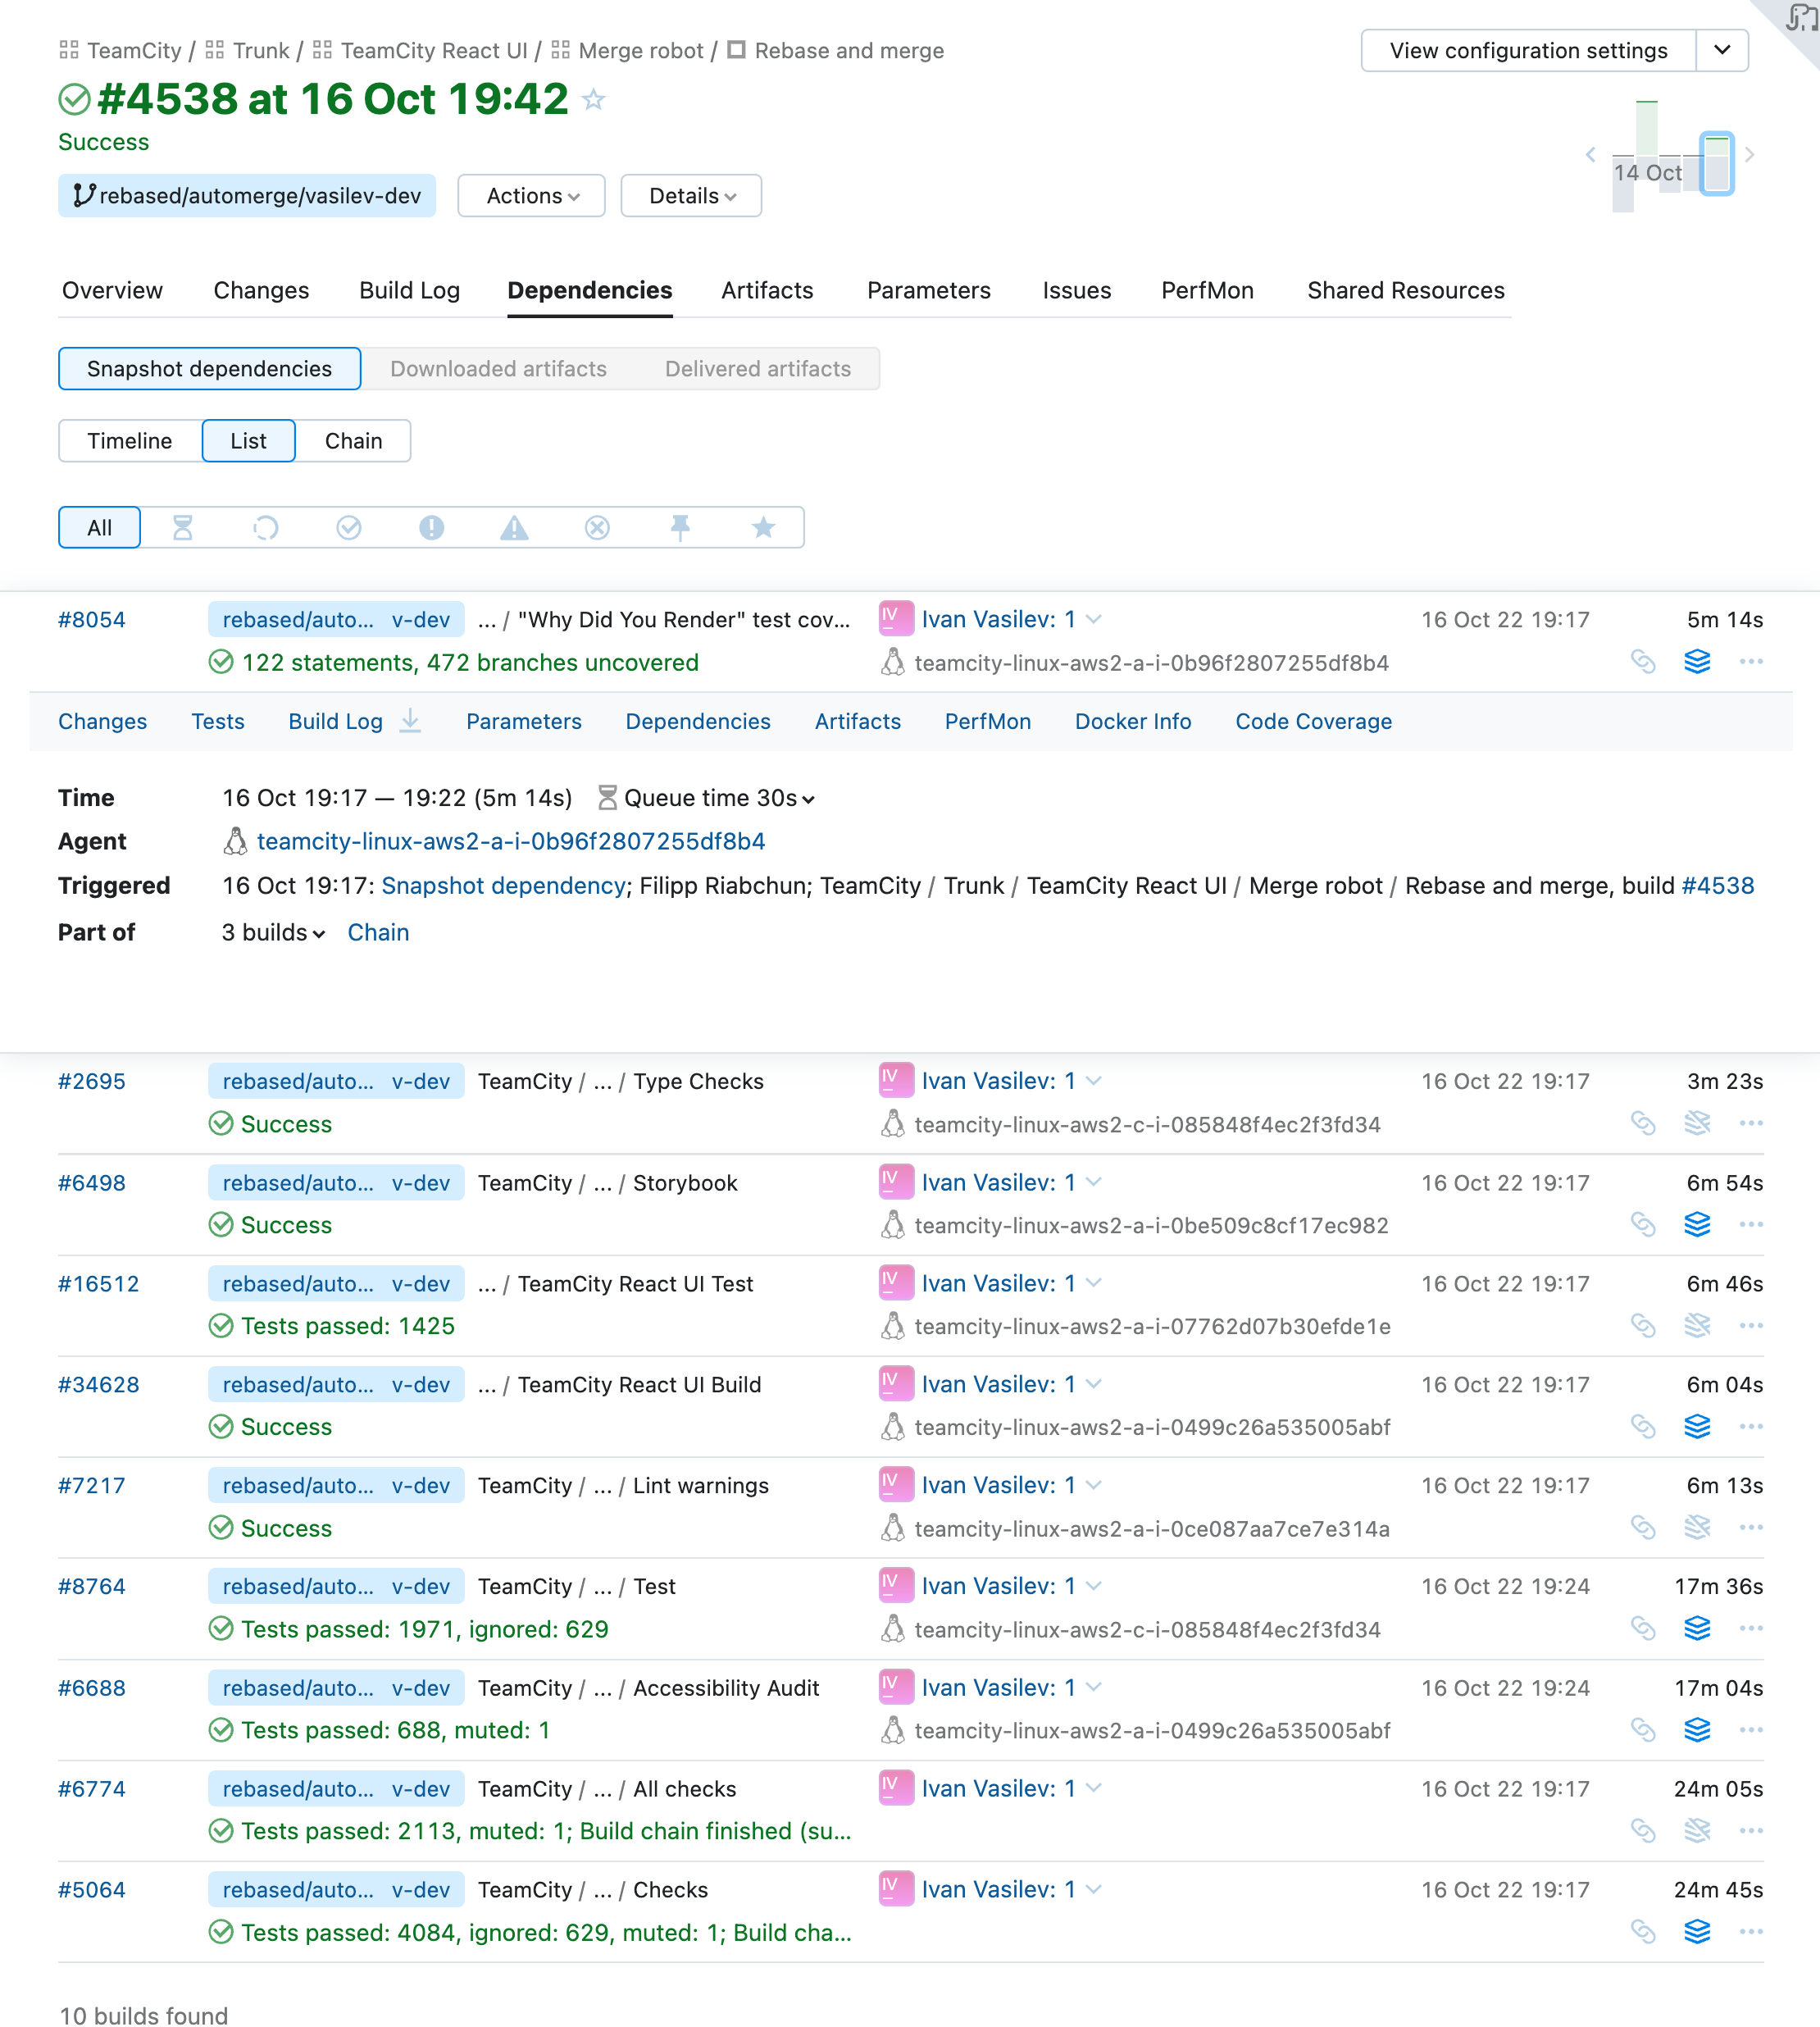 TeamCity / Trunk / TeamCity React UI / Merge robot / Rebase and merge
View configuration settings
#4538 at 16 Oct 19:42
Success
14 Oct
rebased/automerge/vasilev-dev Actions Details
Overview Changes Build Log Dependencies Artifacts Parameters Issues PerfMon Shared Resources
Snapshot dependencies Downloaded artifacts Delivered artifacts
Timeline List Chain
All
#8054 rebased/auto... v-dev ... / "Why Did You Render" test cov... IV Ivan Vasilev: 1 16 Oct 22 19:17 5m 14s
122 statements, 472 branches uncovered teamcity-linux-aws2-a-i-0b96f2807255df8b4
Changes Tests Build Log Parameters Dependencies Artifacts PerfMon Docker Info Code Coverage
Time 16 Oct 19:17 — 19:22 (5m 14s) Queue time 30s
Agent teamcity-linux-aws2-a-i-0b96f2807255df8b4
Triggered 16 Oct 19:17: Snapshot dependency; Filipp Riabchun; TeamCity / Trunk / TeamCity React UI / Merge robot / Rebase and merge, build #4538
Part of 3 builds Chain
#2695 rebased/auto... v-dev TeamCity / ... / Type Checks IV Ivan Vasilev: 1 16 Oct 22 19:17 3m 23s
Success teamcity-linux-aws2-c-i-085848f4ec2f3fd34
#6498 rebased/auto... v-dev TeamCity / ... / Storybook IV Ivan Vasilev: 1 16 Oct 22 19:17 6m 54s
Success teamcity-linux-aws2-a-i-0be509c8cf17ec982
#16512 rebased/auto... v-dev ... / TeamCity React UI Test IV Ivan Vasilev: 1 16 Oct 22 19:17 6m 46s
Tests passed: 1425 teamcity-linux-aws2-a-i-07762d07b30efde1e
#34628 rebased/auto... v-dev ... / TeamCity React UI Build IV Ivan Vasilev: 1 16 Oct 22 19:17 6m 04s
Success teamcity-linux-aws2-a-i-0499c26a535005abf
#7217 rebased/auto... v-dev TeamCity / ... / Lint warnings IV Ivan Vasilev: 1 16 Oct 22 19:17 6m 13s
Success teamcity-linux-aws2-a-i-0ce087aa7ce7e314a
#8764 rebased/auto... v-dev TeamCity / ... / Test IV Ivan Vasilev: 1 16 Oct 22 19:24 17m 36s
Tests passed: 1971, ignored: 629 teamcity-linux-aws2-c-i-085848f4ec2f3fd34
#6688 rebased/auto... v-dev TeamCity / ... / Accessibility Audit IV Ivan Vasilev: 1 16 Oct 22 19:24 17m 04s
Tests passed: 688, muted: 1 teamcity-linux-aws2-a-i-0499c26a535005abf
#6774 rebased/auto... v-dev TeamCity / ... / All checks IV Ivan Vasilev: 1 16 Oct 22 19:17 24m 05s
Tests passed: 2113, muted: 1; Build chain finished (su...
#5064 rebased/auto... v-dev TeamCity / ... / Checks IV Ivan Vasilev: 1 16 Oct 22 19:17 24m 45s
Tests passed: 4084, ignored: 629, muted: 1; Build cha...
10 builds found